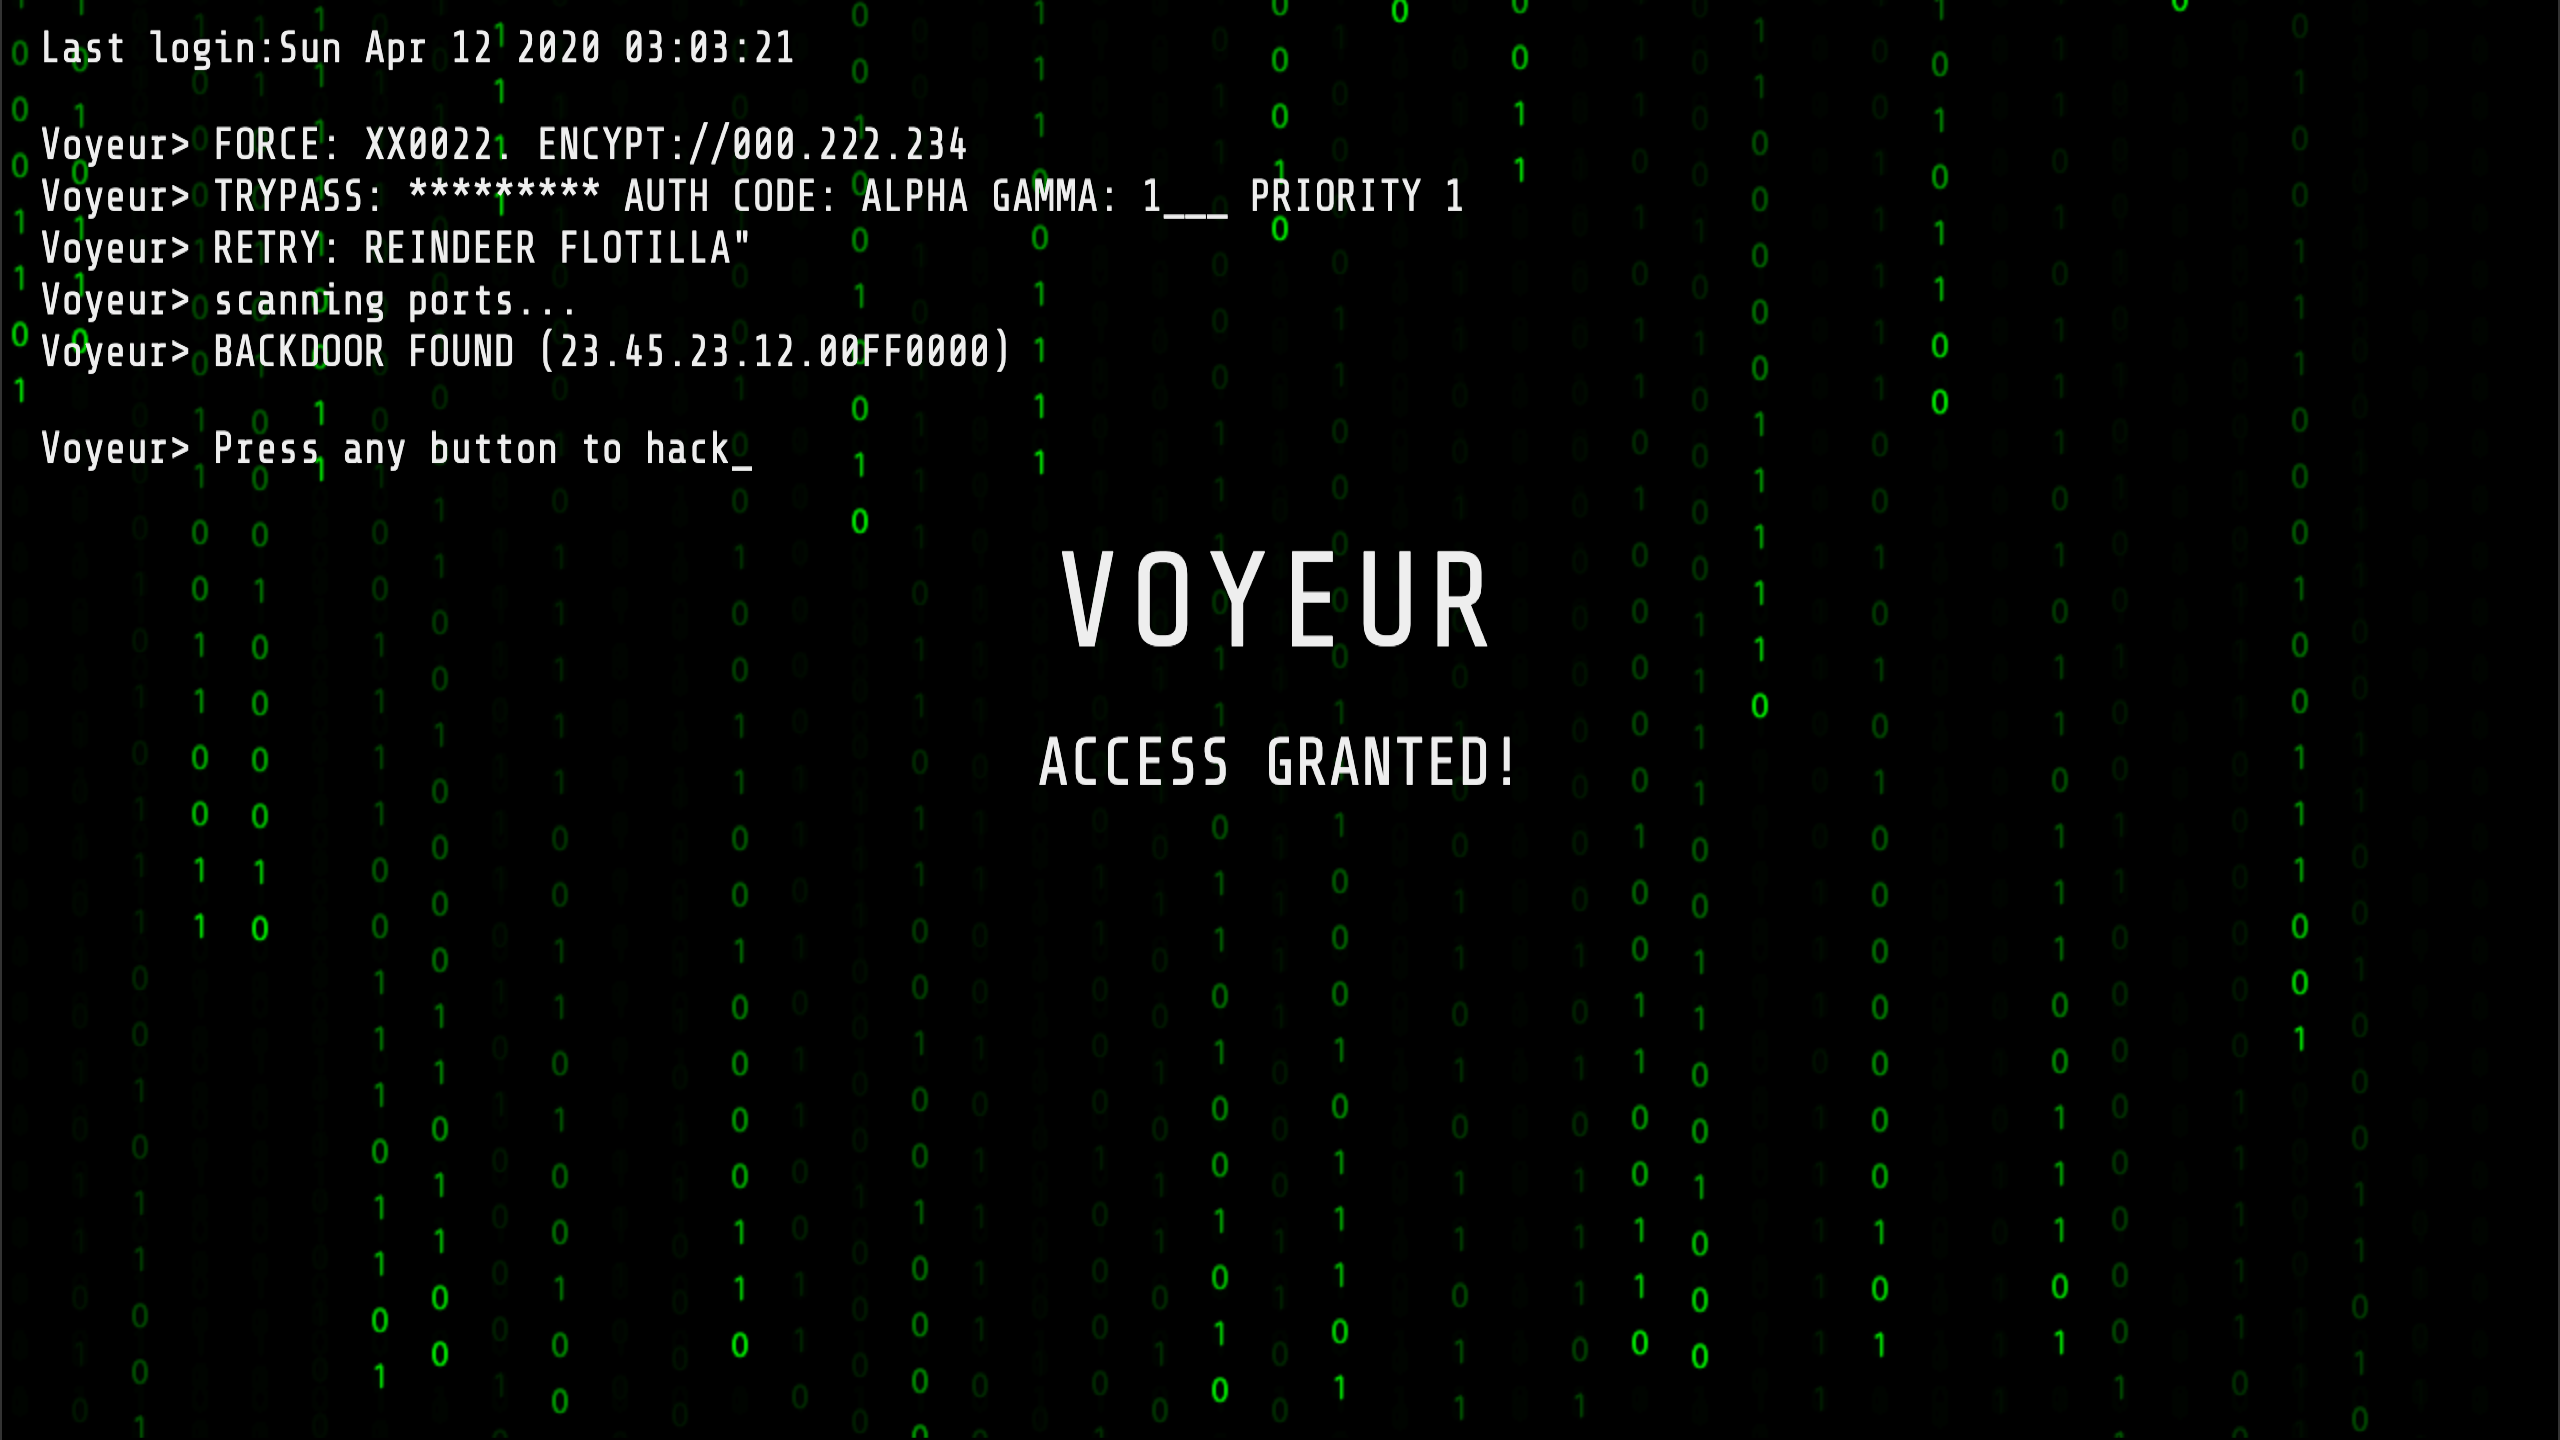 Last login:Sun Apr 12 2020 03:03:21
Voyeur> FORCE: XX0022. ENCYPT://000.222.234
Voyeur> TRYPASS: ********* AUTH CODE: ALPHA GAMMA: 1___ PRIORITY 1
Voyeur> RETRY: REINDEER FLOTILLA"
Voyeur> scanning ports...
Voyeur> BACKDOOR FOUND (23.45.23.12.00FF0000)
Voyeur> Press any button to hack_
VOYEUR
ACCESS GRANTED!